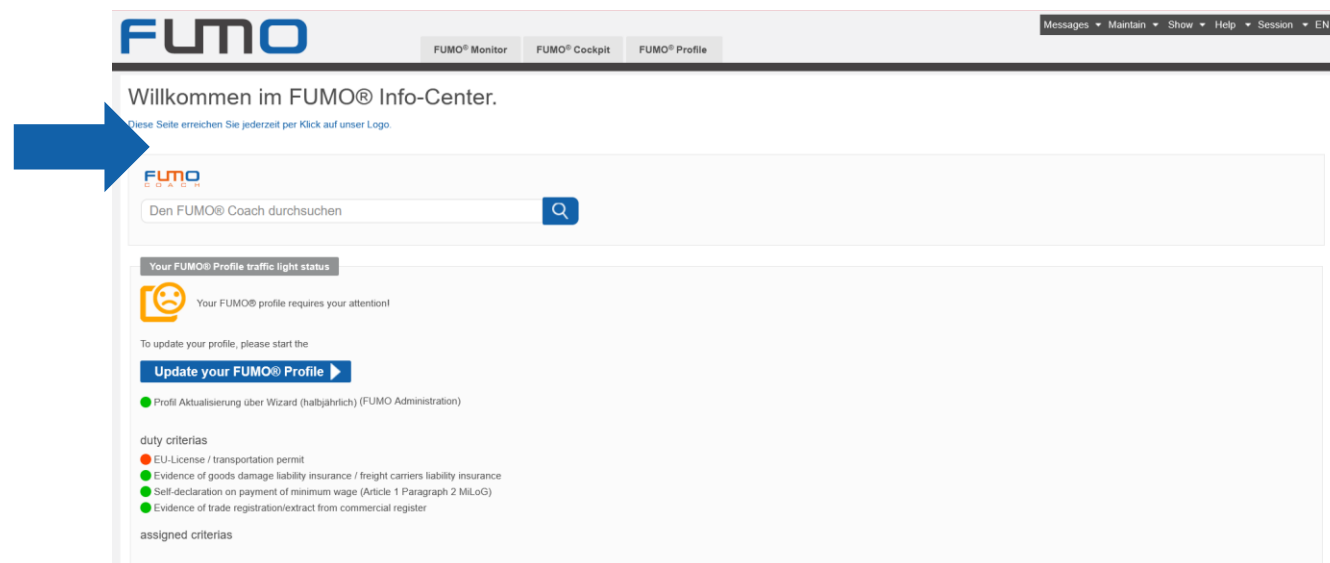 FUMO
Messages Maintain Show Help Session EN
FUMO® Monitor FUMO® Cockpit FUMO® Profile
Willkommen im FUMO® Info-Center.
Diese Seite erreichen Sie jederzeit per Klick auf unser Logo.
FUMO
COACH
Den FUMO® Coach durchsuchen
Your FUMO® Profile traffic light status
Your FUMO® profile requires your attention!
To update your profile, please start the
Update your FUMO® Profile
Profil Aktualisierung über Wizard (halbjährlich) (FUMO Administration)
duty criterias
EU-License / transportation permit
Evidence of goods damage liability insurance / freight carriers liability insurance
Self-declaration on payment of minimum wage (Article 1 Paragraph 2 MiLoG)
Evidence of trade registration/extract from commercial register
assigned criterias